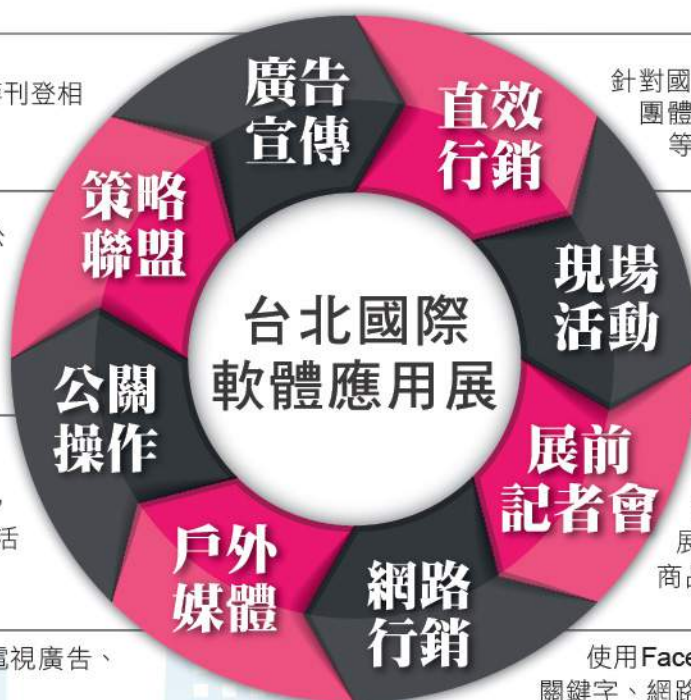 廣告
宣傳
直效
行銷
現場
活動
展前
記者會
網路
行銷
戶外
媒體
公關
操作
策略
聯盟
台北國際
軟體應用展
刊登相
針對國
團體
等
活
展
商品
電視廣告、
使用Face
關鍵字、網路